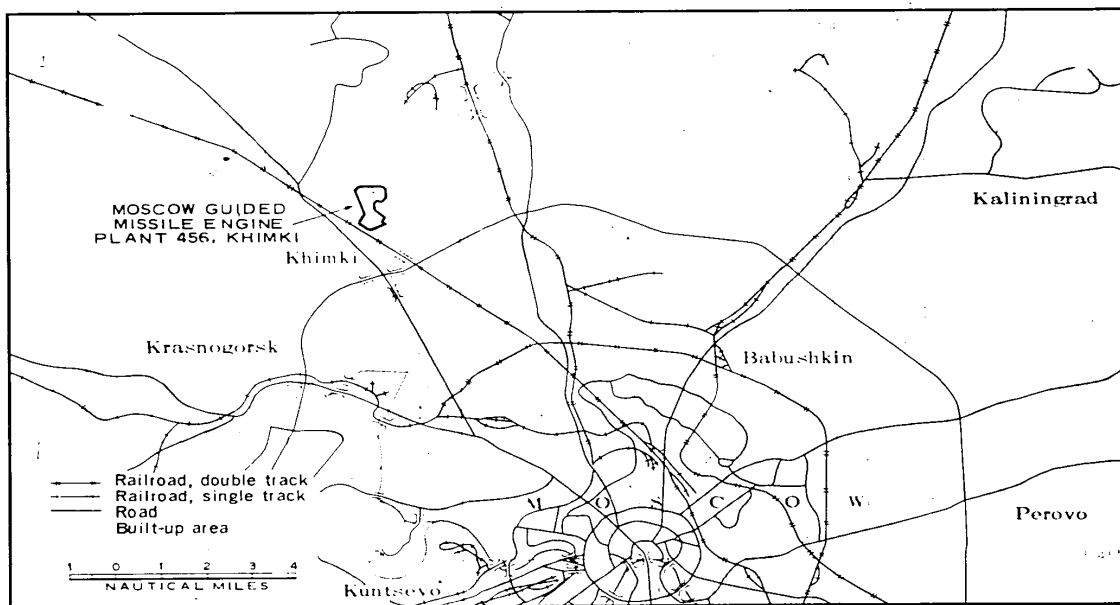 Kaliningrad
MOSCOW GUIDED
MISSILE ENGINE
PLANT 456, KHIMKI
Khimki
Krasnogorsk
Babushkin
Railroad, double track
Railroad, single track
Road
Built-up area
M O S C O W
Perovo
1 0 1 2 3 4
NAUTICAL MILES
Kuntsevo